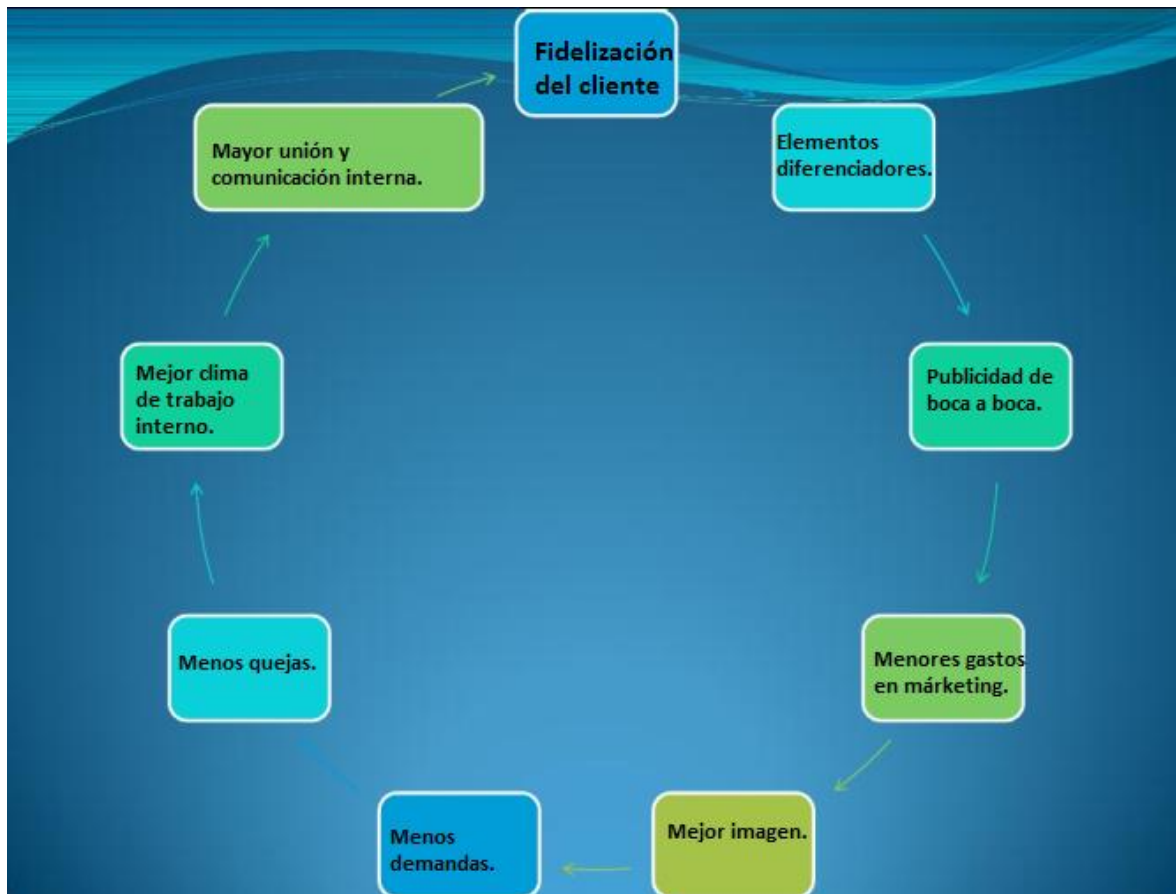 Fidelización
del cliente
Elementos
diferenciadores.
Publicidad de
boca a boca.
Menores gastos
en márketing.
Mejor imagen.
Menos
demandas.
Menos quejas.
Mejor clima
de trabajo
interno.
Mayor unión y
comunicación interna.